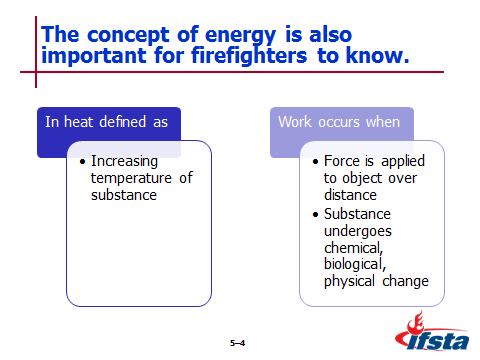 The concept of energy is also
important for firefighters to know.
In heat defined as
• Increasing
temperature of
substance
Work occurs when
• Force is applied
to object over
distance
• Substance
undergoes
chemical,
biological,
physical change
5–4
ifsta